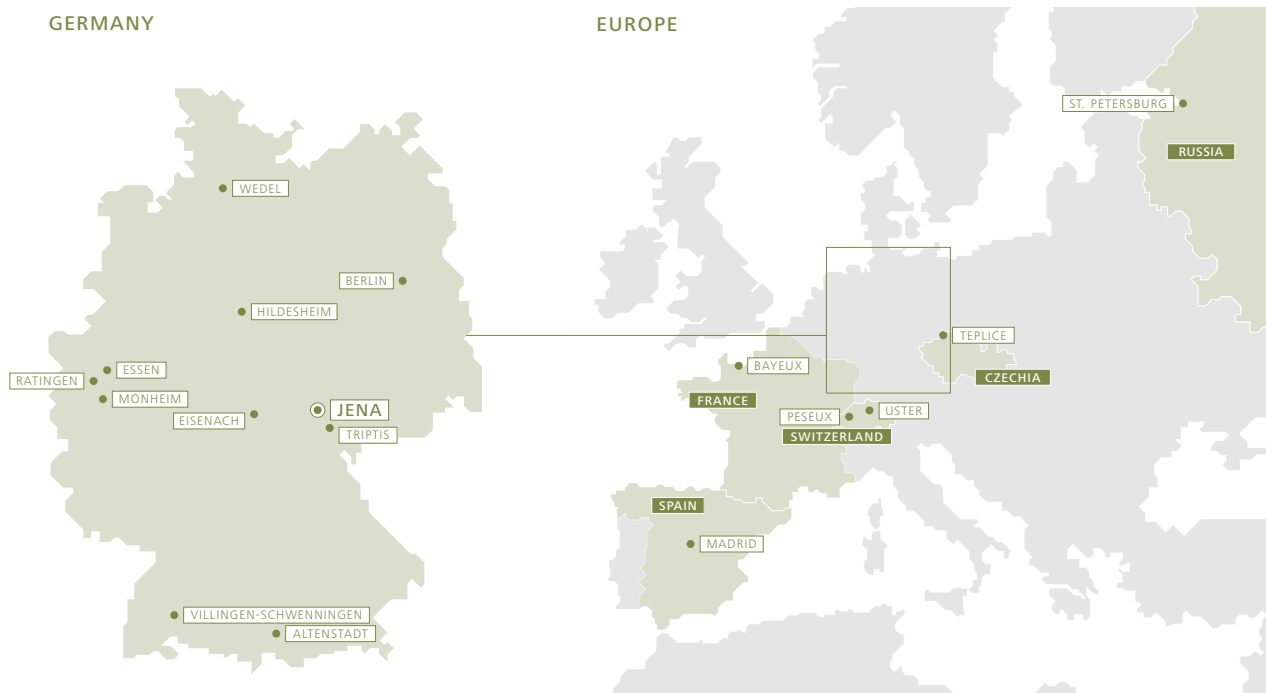 GERMANY
WEDEL
BERLIN
HILDESHEIM
ESSEN
RATINGEN
MONHEIM
JENA
EISENACH
TRIPTIS
VILLINGEN-SCHWENNINGEN
ALTENSTADT
EUROPE
ST. PETERSBURG
RUSSIA
TEPLICE
BAYEUX
CZECHIA
FRANCE
USTER
PESEUX
SWITZERLAND
SPAIN
MADRID